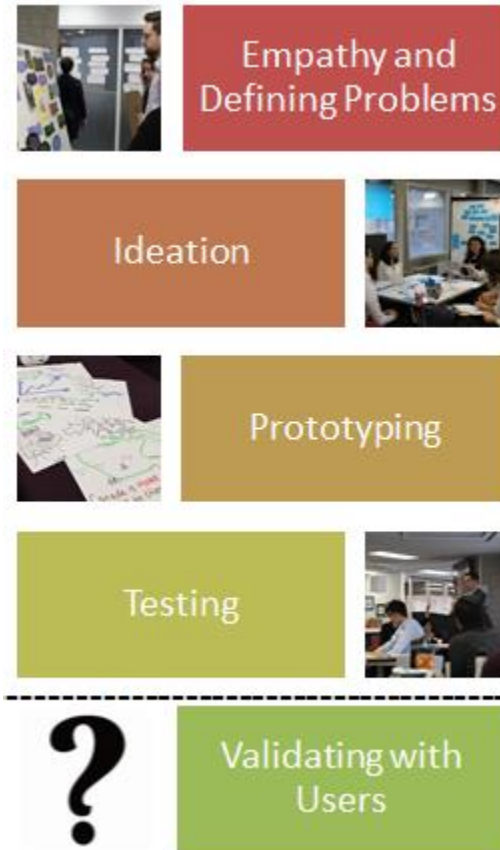 Empathy and
Defining Problems
Ideation
Prototyping
Testing
?
Validating with
Users